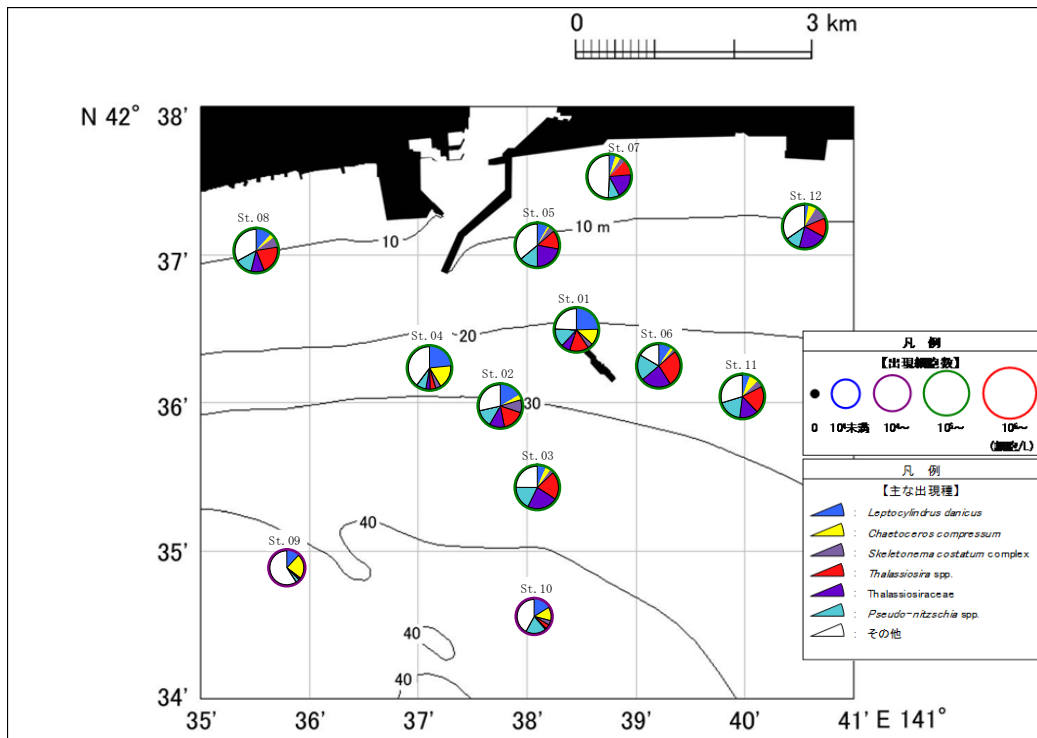 0 3 km
N 42° 38'
St.07
St.12
St.08
St.05
10 m
10
37'
St.01
20
St.04
St.06
St.02
St.11
36'
30
St.03
40
St.09
35'
St.10
40
40
34'
35' 36' 37' 38' 39' 40' 41' E 141°
凡 例
【出現細胞数】
0 10⁴未満 10⁴～ 10⁵～ 10⁶～
(細胞/L)
凡 例
【主な出現種】
: Leptocylindrus danicus
: Chaetoceros compressum
: Skeletonema costatum complex
: Thalassiosira spp.
: Thalassiosiraceae
: Pseudo-nitzschia spp.
: その他